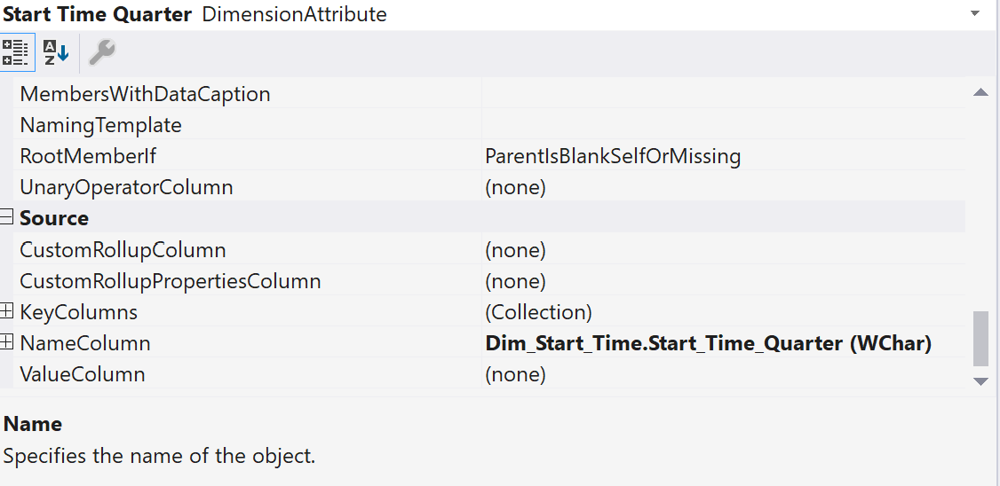 Start Time Quarter DimensionAttribute
MembersWithDataCaption
NamingTemplate
RootMemberIf ParentIsBlankSelfOrMissing
UnaryOperatorColumn (none)
Source
CustomRollupColumn (none)
CustomRollupPropertiesColumn (none)
KeyColumns (Collection)
NameColumn Dim_Start_Time.Start_Time_Quarter (WChar)
ValueColumn (none)
Name
Specifies the name of the object.